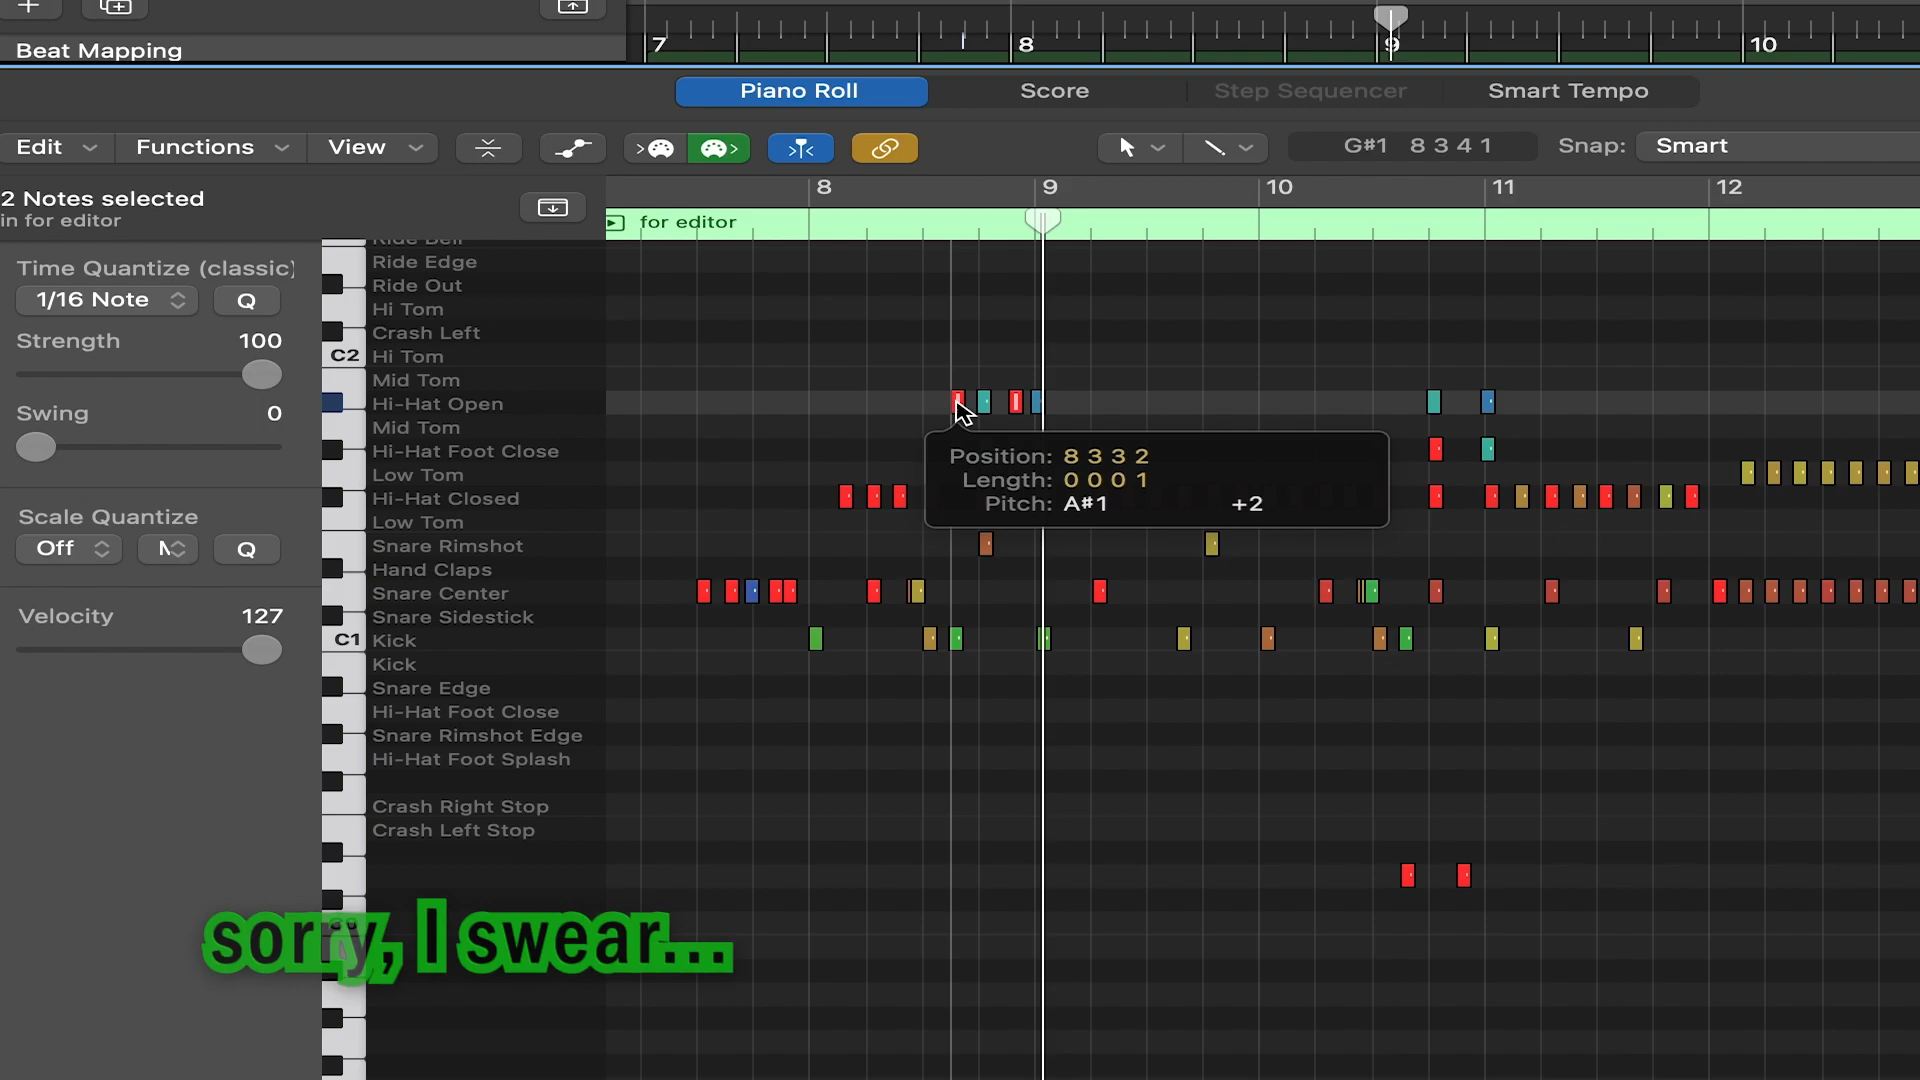 Beat Mapping
7
8
9
10
Piano Roll
Score
Step Sequencer
Smart Tempo
Edit
Functions
View
G#1 8 3 4 1
Snap:
Smart
2 Notes selected
in for editor
8
9
10
11
12
for editor
Time Quantize (classic)
1/16 Note
Q
Strength
100
Swing
0
Scale Quantize
Off
Q
Velocity
127
Ride Bell
Ride Edge
Ride Out
Hi Tom
Crash Left
C2
Hi Tom
Mid Tom
Hi-Hat Open
Mid Tom
Hi-Hat Foot Close
Low Tom
Hi-Hat Closed
Low Tom
Snare Rimshot
Hand Claps
Snare Center
Snare Sidestick
C1
Kick
Kick
Snare Edge
Hi-Hat Foot Close
Snare Rimshot Edge
Hi-Hat Foot Splash
Crash Right Stop
Crash Left Stop
Position: 8 3 3 2
Length: 0 0 0 1
Pitch: A#1 +2
sorry, I swear...